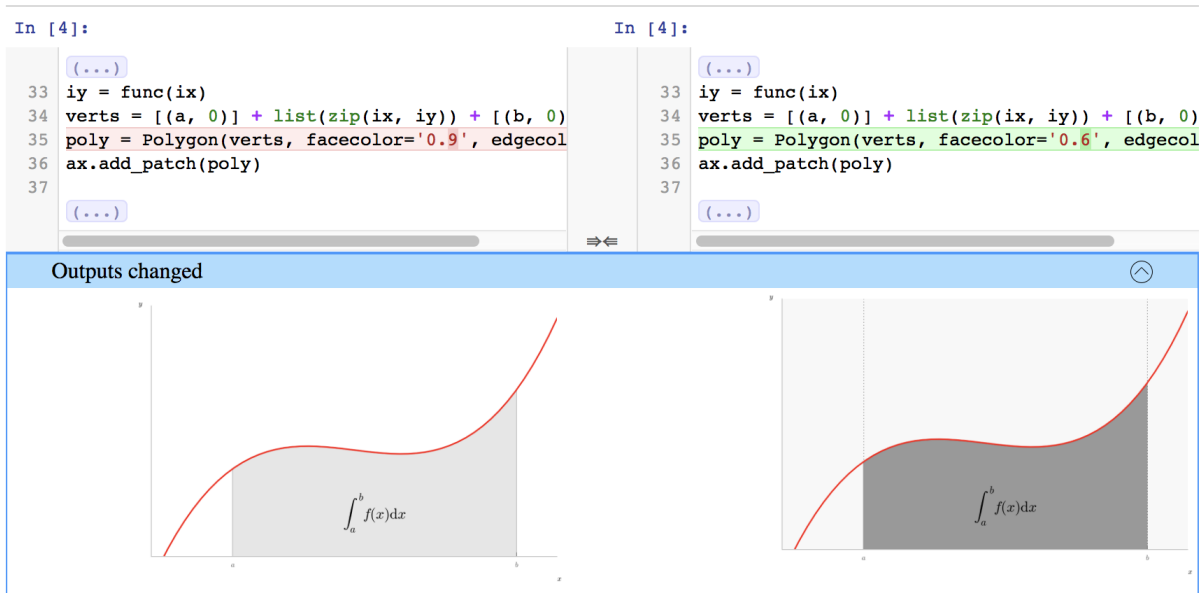 In [4]:
(...)
33 iy = func(ix)
34 verts = [(a, 0)] + list(zip(ix, iy)) + [(b, 0)
35 poly = Polygon(verts, facecolor='0.9', edgecol
36 ax.add_patch(poly)
37
(...)
In [4]:
(...)
33 iy = func(ix)
34 verts = [(a, 0)] + list(zip(ix, iy)) + [(b, 0)
35 poly = Polygon(verts, facecolor='0.6', edgecol
36 ax.add_patch(poly)
37
(...)
Outputs changed
y
∫_a^b f(x)dx
a b
x
y
∫_a^b f(x)dx
a b
x